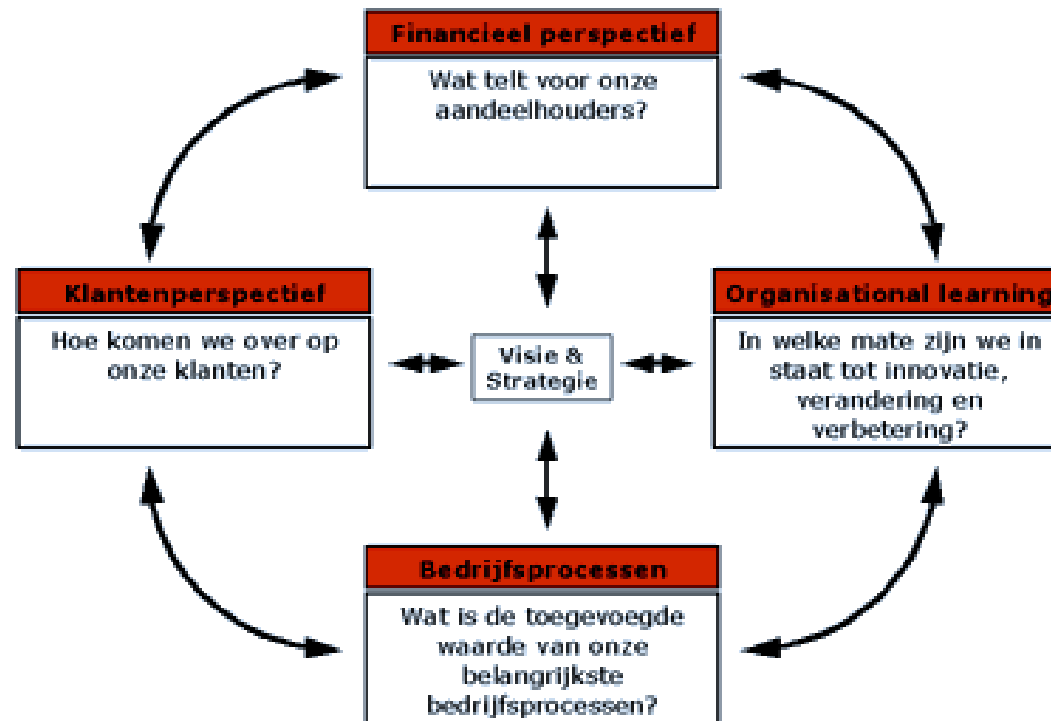 Financieel perspectief
Wat telt voor onze
aandeelhouders?
Klantenperspectief
Hoe komen we over op
onze klanten?
Visie &
Strategie
Organisational learning
In welke mate zijn we in
staat tot innovatie,
verandering en
verbetering?
Bedrijfsprocessen
Wat is de toegevoegde
waarde van onze
belangrijkste
bedrijfsprocessen?